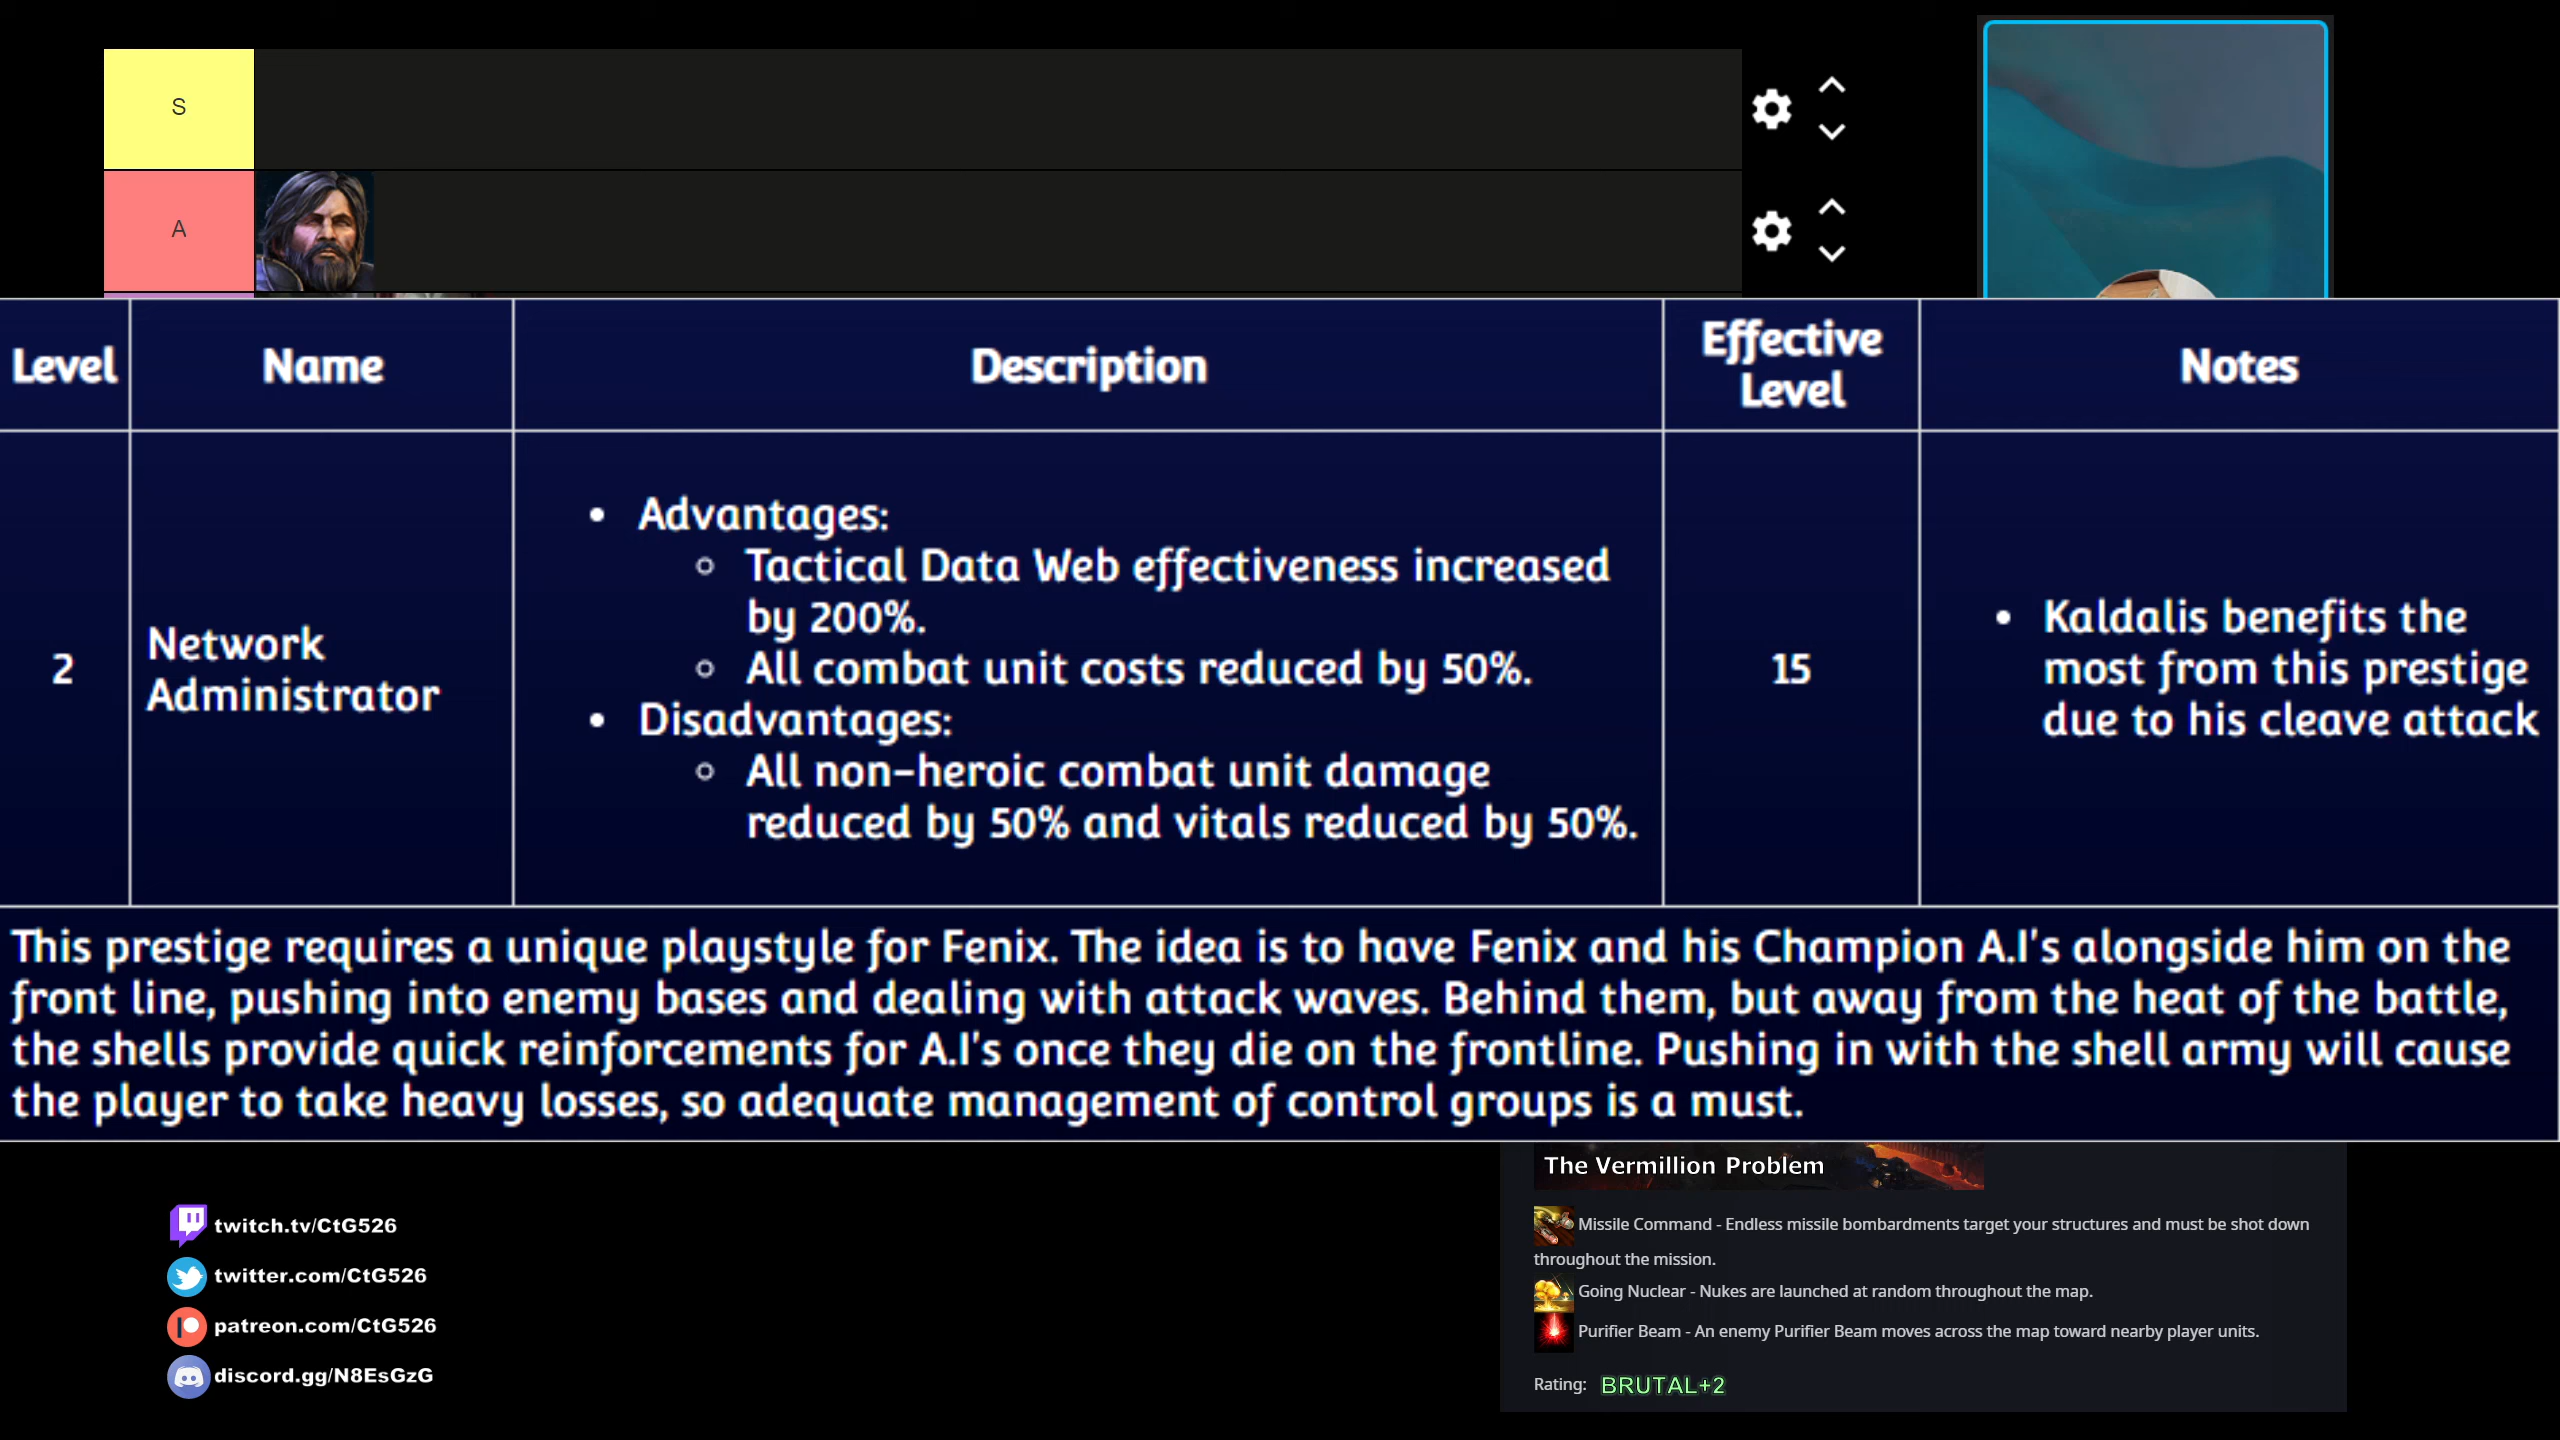 S
A
Level
Name
Description
Effective
Level
Notes
2
Network
Administrator
• Advantages:
Tactical Data Web effectiveness increased
by 200%.
All combat unit costs reduced by 50%.
• Disadvantages:
All non-heroic combat unit damage
reduced by 50% and vitals reduced by 50%.
15
• Kaldalis benefits the
most from this prestige
due to his cleave attack
This prestige requires a unique playstyle for Fenix. The idea is to have Fenix and his Champion A.I's alongside him on the
front line, pushing into enemy bases and dealing with attack waves. Behind them, but away from the heat of the battle,
the shells provide quick reinforcements for A.I's once they die on the frontline. Pushing in with the shell army will cause
the player to take heavy losses, so adequate management of control groups is a must.
The Vermillion Problem
Missile Command - Endless missile bombardments target your structures and must be shot down
throughout the mission.
Going Nuclear - Nukes are launched at random throughout the map.
Purifier Beam - An enemy Purifier Beam moves across the map toward nearby player units.
Rating: BRUTAL+2
twitch.tv/CtG526
twitter.com/CtG526
patreon.com/CtG526
discord.gg/N8EsGzG